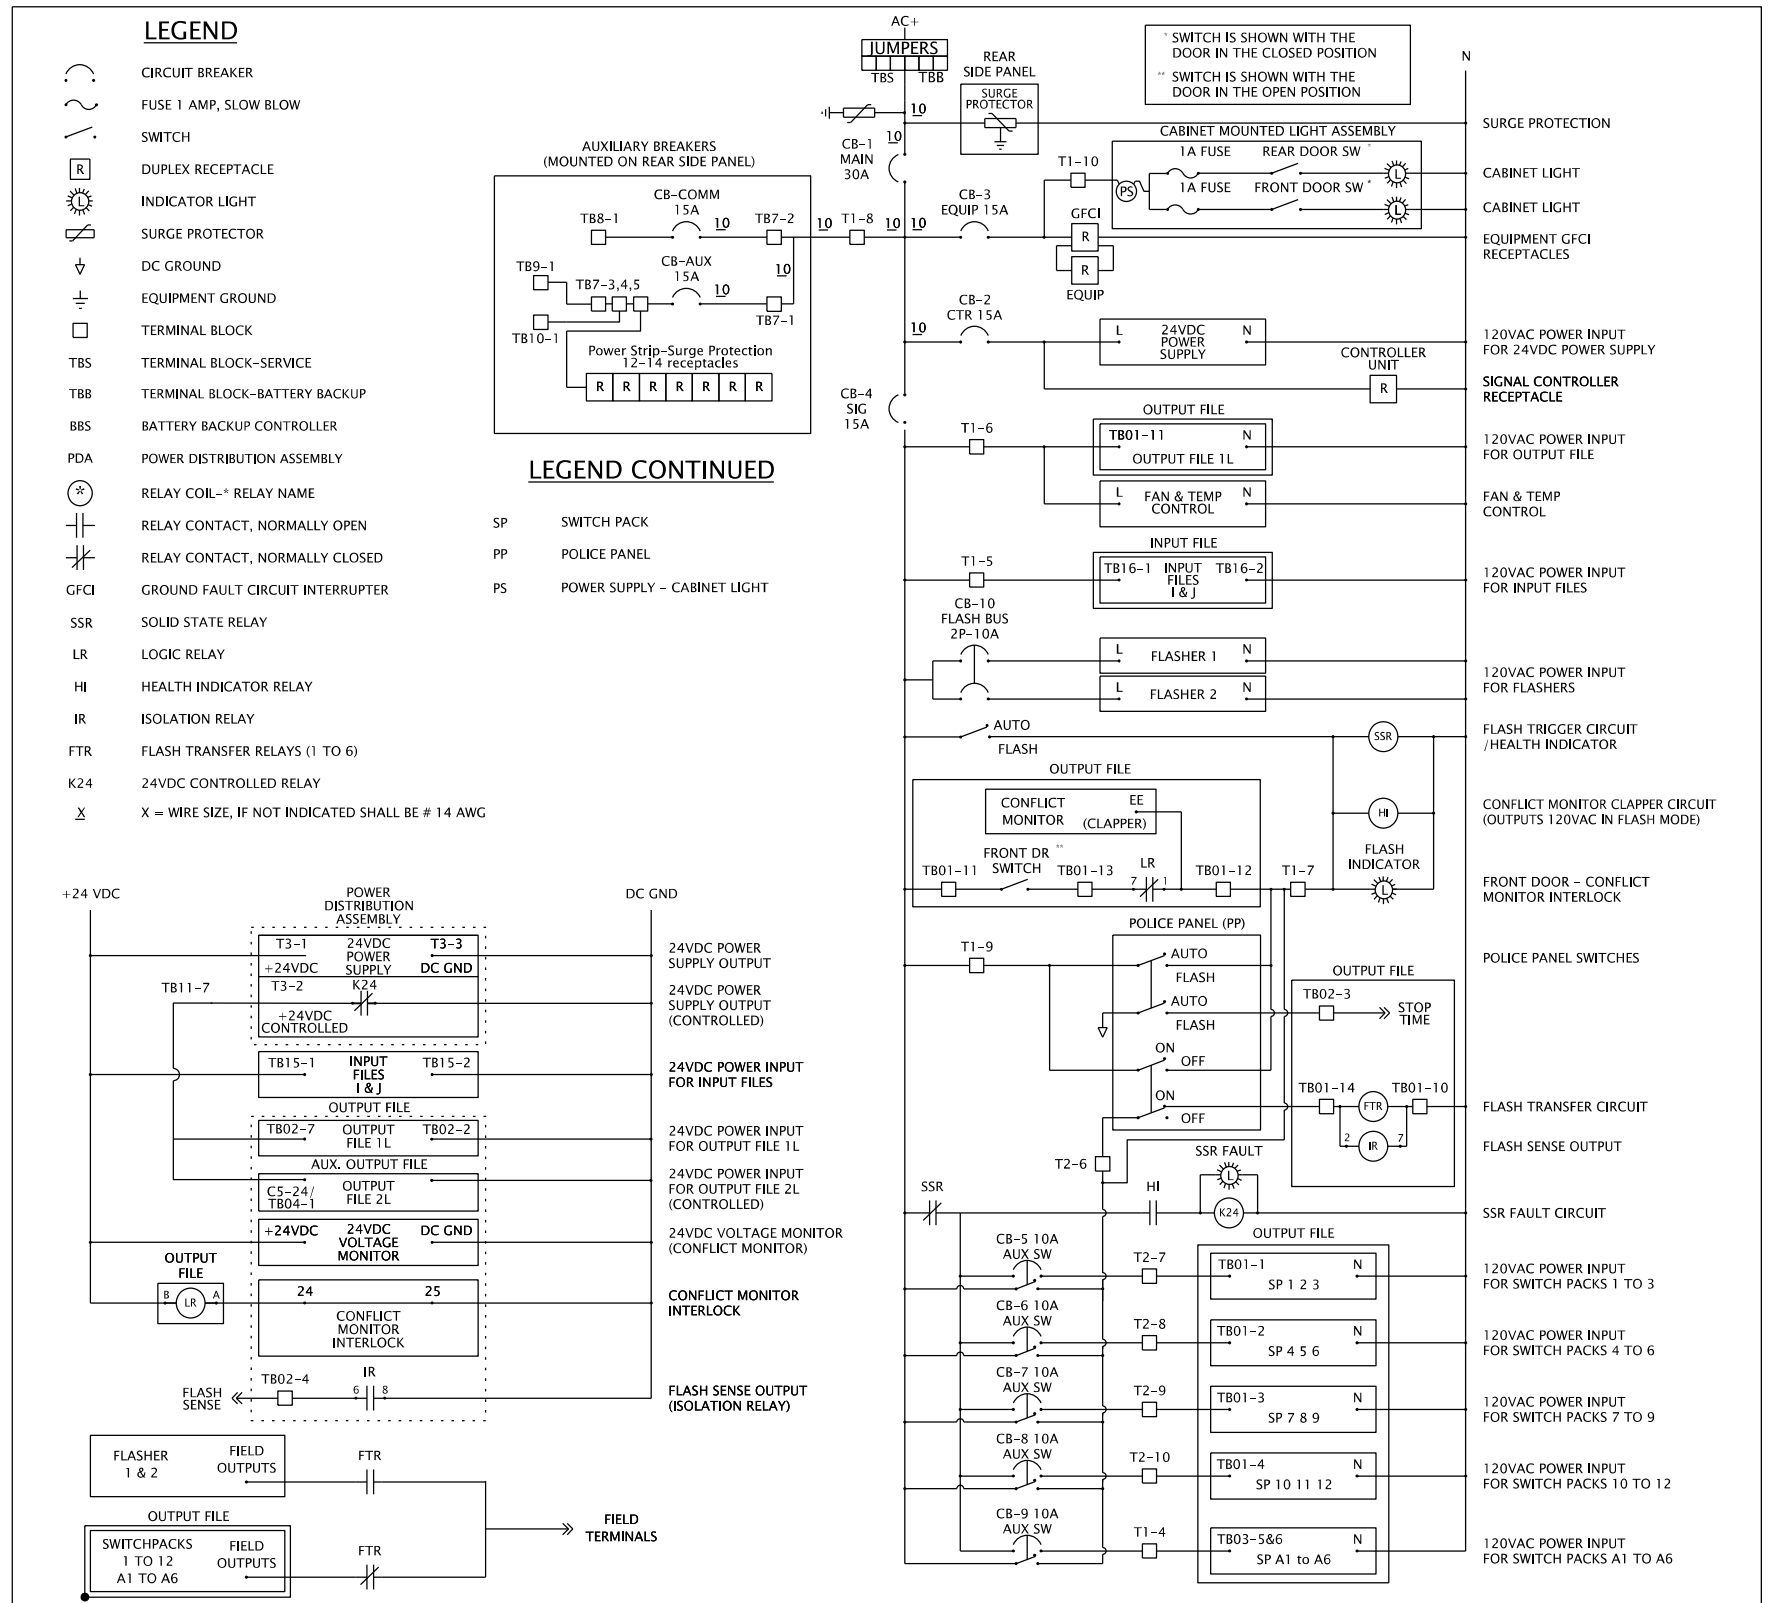 LEGEND
CIRCUIT BREAKER
FUSE 1 AMP, SLOW BLOW
SWITCH
R
DUPLEX RECEPTACLE
L
INDICATOR LIGHT
SURGE PROTECTOR
DC GROUND
EQUIPMENT GROUND
TERMINAL BLOCK
TBS TERMINAL BLOCK-SERVICE
TBB TERMINAL BLOCK-BATTERY BACKUP
BBS BATTERY BACKUP CONTROLLER
PDA POWER DISTRIBUTION ASSEMBLY
* RELAY COIL-* RELAY NAME
RELAY CONTACT, NORMALLY OPEN
RELAY CONTACT, NORMALLY CLOSED
GFCI GROUND FAULT CIRCUIT INTERRUPTER
SSR SOLID STATE RELAY
LR LOGIC RELAY
HI HEALTH INDICATOR RELAY
IR ISOLATION RELAY
FTR FLASH TRANSFER RELAYS (1 TO 6)
K24 24VDC CONTROLLED RELAY
X X = WIRE SIZE, IF NOT INDICATED SHALL BE # 14 AWG
AUXILIARY BREAKERS
(MOUNTED ON REAR SIDE PANEL)
CB-COMM
15A
TB8-1
10
TB7-2
CB-AUX
15A
TB9-1
TB7-3,4,5
10
10
TB10-1
TB7-1
Power Strip-Surge Protection
12-14 receptacles
R R R R R R R
LEGEND CONTINUED
SP SWITCH PACK
PP POLICE PANEL
PS POWER SUPPLY - CABINET LIGHT
AC+
JUMPERS
TBS TBB
REAR
SIDE PANEL
SURGE
PROTECTOR
* SWITCH IS SHOWN WITH THE
DOOR IN THE CLOSED POSITION
** SWITCH IS SHOWN WITH THE
DOOR IN THE OPEN POSITION
N
10
10
SURGE PROTECTION
CB-1
MAIN
30A
CABINET MOUNTED LIGHT ASSEMBLY
T1-10
1A FUSE REAR DOOR SW *
L
CABINET LIGHT
PS
1A FUSE FRONT DOOR SW *
L
CABINET LIGHT
10 T1-8 10 10
CB-3
EQUIP 15A
GFCI
R
R
EQUIP
EQUIPMENT GFCI
RECEPTACLES
10
CB-2
CTR 15A
L 24VDC N
POWER
SUPPLY
120VAC POWER INPUT
FOR 24VDC POWER SUPPLY
CONTROLLER
UNIT
R
SIGNAL CONTROLLER
RECEPTACLE
CB-4
SIG
15A
T1-6
OUTPUT FILE
TB01-11 N
OUTPUT FILE 1L
120VAC POWER INPUT
FOR OUTPUT FILE
L FAN & TEMP N
CONTROL
FAN & TEMP
CONTROL
T1-5
INPUT FILE
TB16-1 INPUT TB16-2
FILES
I & J
120VAC POWER INPUT
FOR INPUT FILES
CB-10
FLASH BUS
2P-10A
L FLASHER 1 N
L FLASHER 2 N
120VAC POWER INPUT
FOR FLASHERS
AUTO
FLASH
SSR
FLASH TRIGGER CIRCUIT
/HEALTH INDICATOR
OUTPUT FILE
CONFLICT EE
MONITOR (CLAPPER)
HI
CONFLICT MONITOR CLAPPER CIRCUIT
(OUTPUTS 120VAC IN FLASH MODE)
FRONT DR **
SWITCH
TB01-11
TB01-13
LR
7 1
TB01-12
T1-7
FLASH
INDICATOR
L
FRONT DOOR - CONFLICT
MONITOR INTERLOCK
POLICE PANEL (PP)
T1-9
AUTO
FLASH
AUTO
FLASH
ON
OFF
ON
OFF
POLICE PANEL SWITCHES
OUTPUT FILE
TB02-3
STOP
TIME
TB01-14 TB01-10
FTR
FLASH TRANSFER CIRCUIT
2 IR 7
FLASH SENSE OUTPUT
T2-6
SSR FAULT
L
SSR
HI
K24
SSR FAULT CIRCUIT
OUTPUT FILE
CB-5 10A
AUX SW
T2-7
TB01-1 N
SP 1 2 3
120VAC POWER INPUT
FOR SWITCH PACKS 1 TO 3
CB-6 10A
AUX SW
T2-8
TB01-2 N
SP 4 5 6
120VAC POWER INPUT
FOR SWITCH PACKS 4 TO 6
CB-7 10A
AUX SW
T2-9
TB01-3 N
SP 7 8 9
120VAC POWER INPUT
FOR SWITCH PACKS 7 TO 9
CB-8 10A
AUX SW
T2-10
TB01-4 N
SP 10 11 12
120VAC POWER INPUT
FOR SWITCH PACKS 10 TO 12
CB-9 10A
AUX SW
T1-4
TB03-5&6 N
SP A1 to A6
120VAC POWER INPUT
FOR SWITCH PACKS A1 TO A6
+24 VDC
POWER
DISTRIBUTION
ASSEMBLY
DC GND
T3-1 24VDC T3-3
POWER
+24VDC SUPPLY DC GND
24VDC POWER
SUPPLY OUTPUT
TB11-7
T3-2 K24
+24VDC
CONTROLLED
24VDC POWER
SUPPLY OUTPUT
(CONTROLLED)
TB15-1 INPUT TB15-2
FILES
I & J
24VDC POWER INPUT
FOR INPUT FILES
OUTPUT FILE
TB02-7 OUTPUT TB02-2
FILE 1L
24VDC POWER INPUT
FOR OUTPUT FILE 1L
AUX. OUTPUT FILE
C5-24/ OUTPUT
TB04-1 FILE 2L
24VDC POWER INPUT
FOR OUTPUT FILE 2L
(CONTROLLED)
+24VDC 24VDC DC GND
VOLTAGE
MONITOR
24VDC VOLTAGE MONITOR
(CONFLICT MONITOR)
OUTPUT
FILE
B LR A
24 25
CONFLICT
MONITOR
INTERLOCK
CONFLICT MONITOR
INTERLOCK
FLASH
SENSE
TB02-4
IR
6 8
FLASH SENSE OUTPUT
(ISOLATION RELAY)
FLASHER FIELD
1 & 2 OUTPUTS
FTR
OUTPUT FILE
SWITCHPACKS FIELD
1 TO 12 OUTPUTS
A1 TO A6
FTR
FIELD
TERMINALS